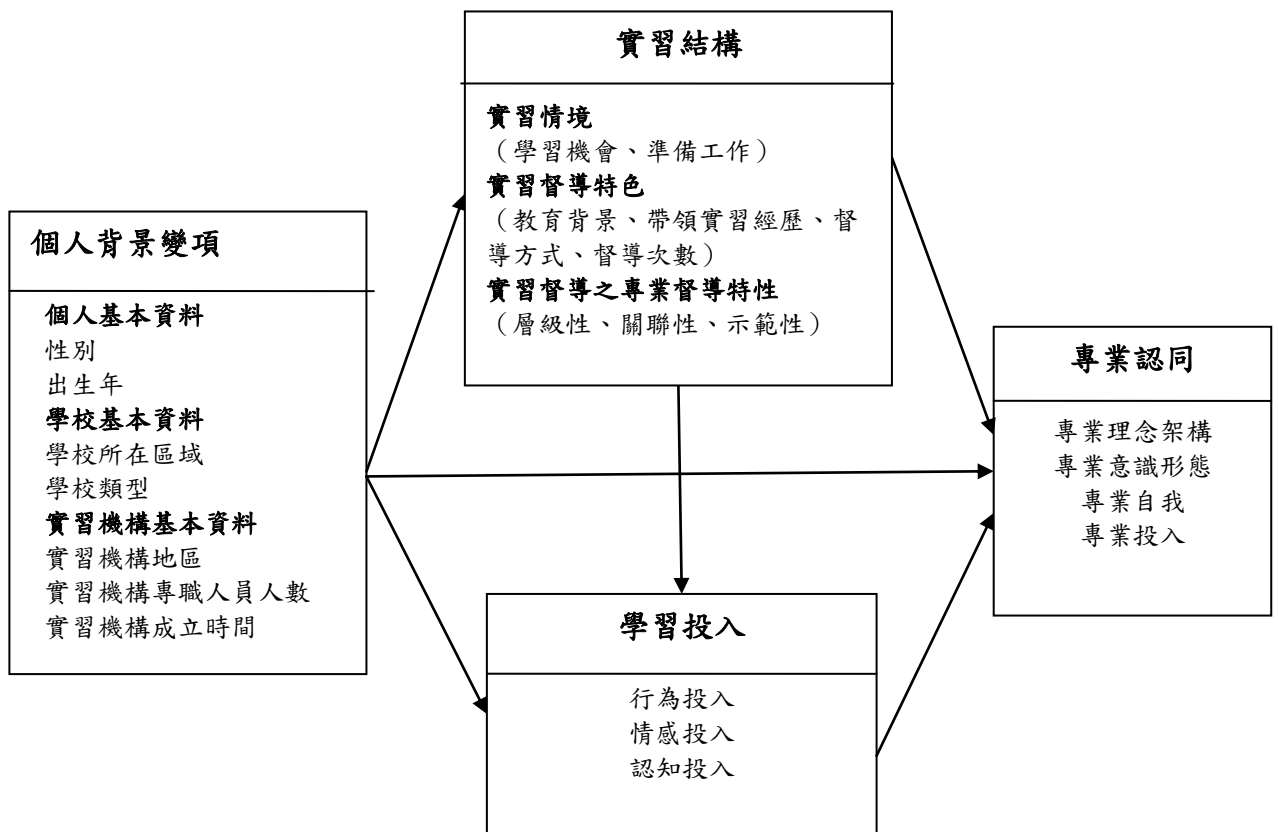 實習結構
實習情境
（學習機會、準備工作）
實習督導特色
（教育背景、帶領實習經歷、督
導方式、督導次數）
實習督導之專業督導特性
（層級性、關聯性、示範性）
個人背景變項
個人基本資料
性別
出生年
學校基本資料
學校所在區域
學校類型
實習機構基本資料
實習機構地區
實習機構專職人員人數
實習機構成立時間
專業認同
專業理念架構
專業意識形態
專業自我
專業投入
學習投入
行為投入
情感投入
認知投入